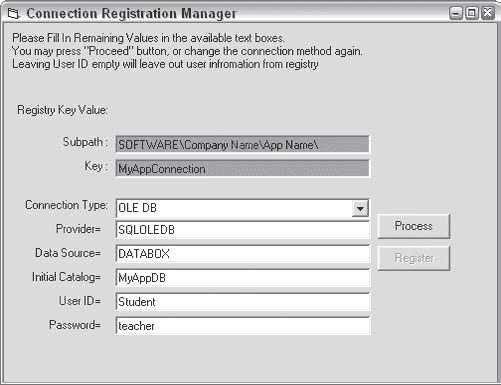 Connection Registration Manager
Please Fill In Remaining Values in the available text boxes.
You may press "Proceed" button, or change the connection method again.
Leaving User ID empty will leave out user infromation from registry
Registry Key Value:
Subpath : SOFTWARE\Company Name\App Name\
Key : MyAppConnection
Connection Type: OLE DB
Provider= SQLOLEDB
Process
Data Source= DATABOX
Register
Initial Catalog= MyAppDB
User ID= Student
Password= teacher